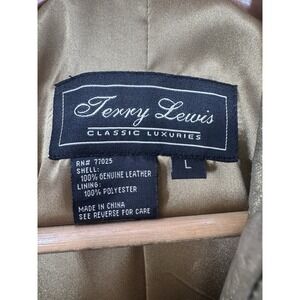 Terry Lewis
CLASSIC LUXURIES
RN# 77025
SHELL:
100% GENUINE LEATHER
LINING:
100% POLYESTER
MADE IN CHINA
SEE REVERSE FOR CARE
L